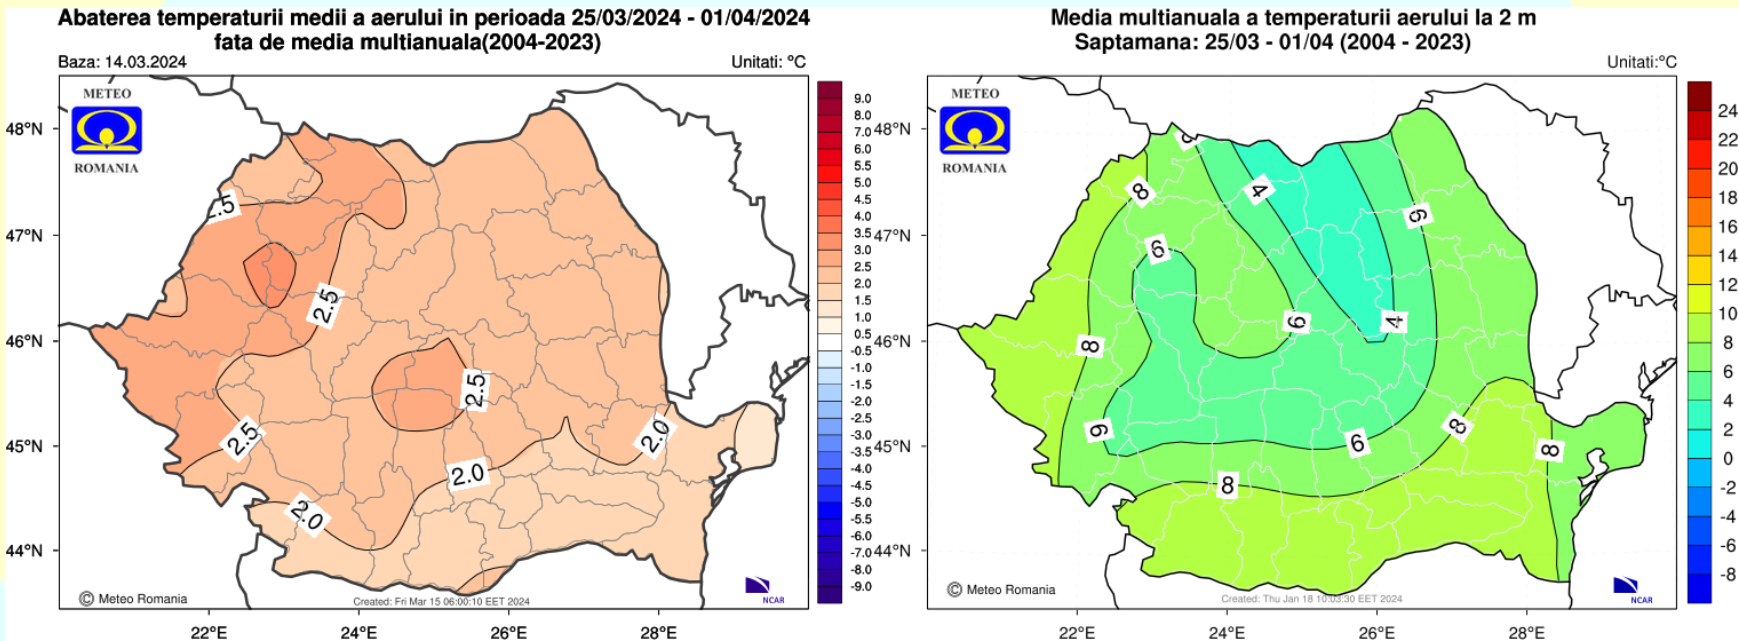 Abaterea temperaturii medii a aerului in perioada 25/03/2024 - 01/04/2024
fata de media multianuala(2004-2023)
Baza: 14.03.2024
Unitati: °C
METEO
ROMANIA
48°N
47°N
46°N
45°N
44°N
22°E
24°E
26°E
28°E
.5
2.5
2.5
2.5
2.0
2.0
2.0
9.0
8.0
7.0
6.5
5.5
5.0
4.5
4.0
3.5
3.0
2.5
2.0
1.5
1.0
0.5
-0.5
-1.0
-1.5
-2.0
-2.5
-3.0
-3.5
-4.0
-4.5
-5.0
-5.5
-6.0
-7.0
-8.0
-9.0
© Meteo Romania
Created: Fri Mar 15 06:00:10 EET 2024
NCAR
Media multianuala a temperaturii aerului la 2 m
Saptamana: 25/03 - 01/04 (2004 - 2023)
Unitati:°C
METEO
ROMANIA
48°N
47°N
46°N
45°N
44°N
22°E
24°E
26°E
28°E
8
4
6
6
6
4
8
6
6
8
8
8
24
22
20
18
16
14
12
10
8
6
4
2
0
-2
-4
-6
-8
© Meteo Romania
Created: Thu Jan 18 10:03:30 EET 2024
NCAR